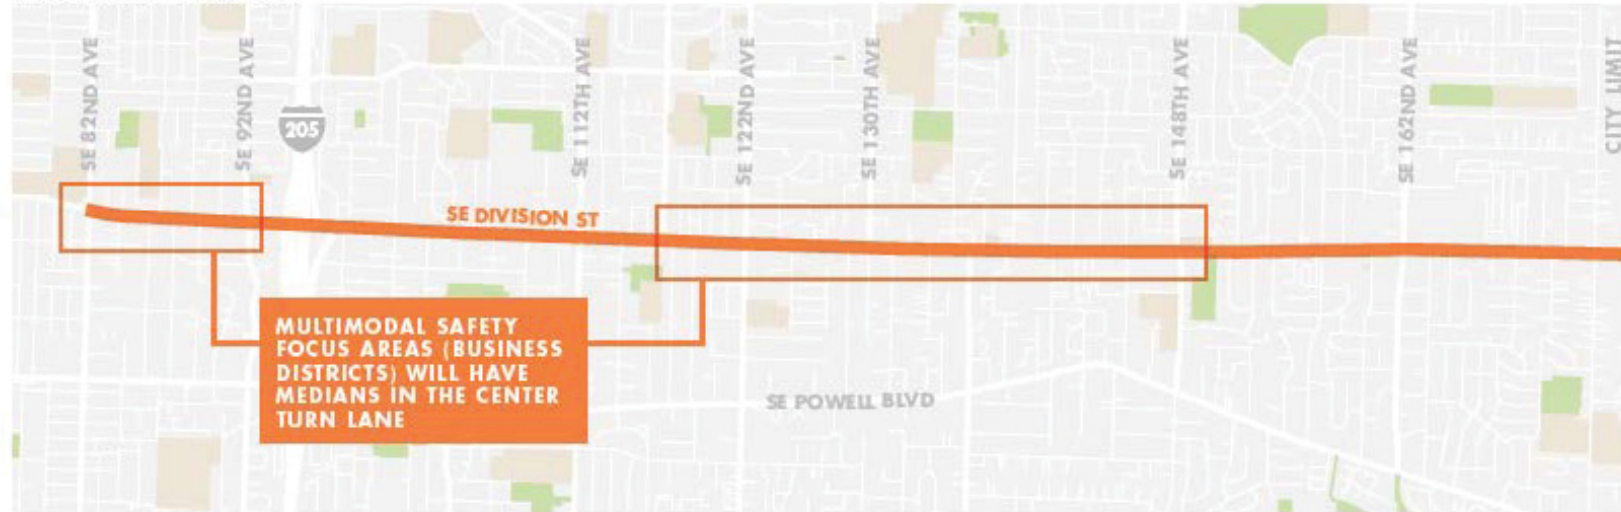 SE 82ND AVE
SE 92ND AVE
205
SE 112TH AVE
SE 122ND AVE
SE 130TH AVE
SE 148TH AVE
SE 162ND AVE
CITY LIMIT
SE DIVISION ST
MULTIMODAL SAFETY
FOCUS AREAS (BUSINESS
DISTRICTS) WILL HAVE
MEDIANS IN THE CENTER
TURN LANE
SE POWELL BLVD